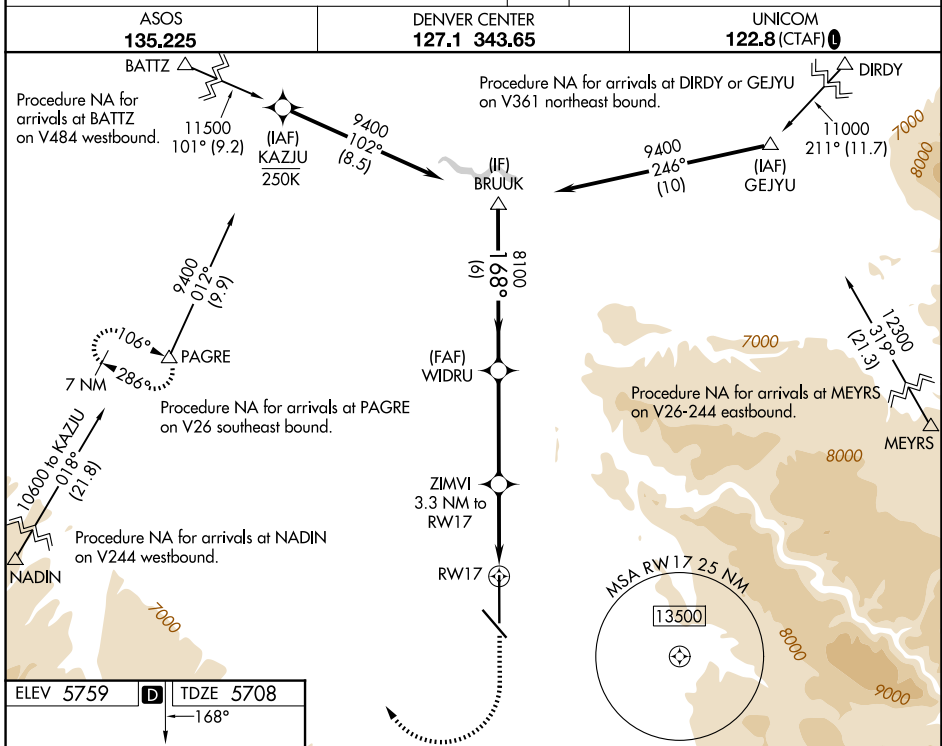 ASOS
135.225
DENVER CENTER
127.1 343.65
UNICOM
122.8 (CTAF) L
BATTZ
Procedure NA for
arrivals at BATTZ
on V484 westbound.
11500
101° (9.2)
(IAF)
KAZJU
250K
9400
102°
(8.5)
Procedure NA for arrivals at DIRDY or GEJYU
on V361 northeast bound.
DIRDY
11000
211° (11.7)
7000
8000
(IF)
BRUUK
9400
246°
(10)
(IAF)
GEJYU
9400
012°
(9.9)
8100
168°
(6)
106°
286°
7 NM
PAGRE
Procedure NA for arrivals at PAGRE
on V26 southeast bound.
(FAF)
WIDRU
7000
12300
319°
(21.3)
Procedure NA for arrivals at MEYRS
on V26-244 eastbound.
MEYRS
8000
10600 to KAZJU
018°
(21.8)
ZIMVI
3.3 NM to
RW17
Procedure NA for arrivals at NADIN
on V244 westbound.
NADIN
7000
RW17
MSA RW17 25 NM
13500
8000
9000
ELEV 5759
D
TDZE 5708
168°